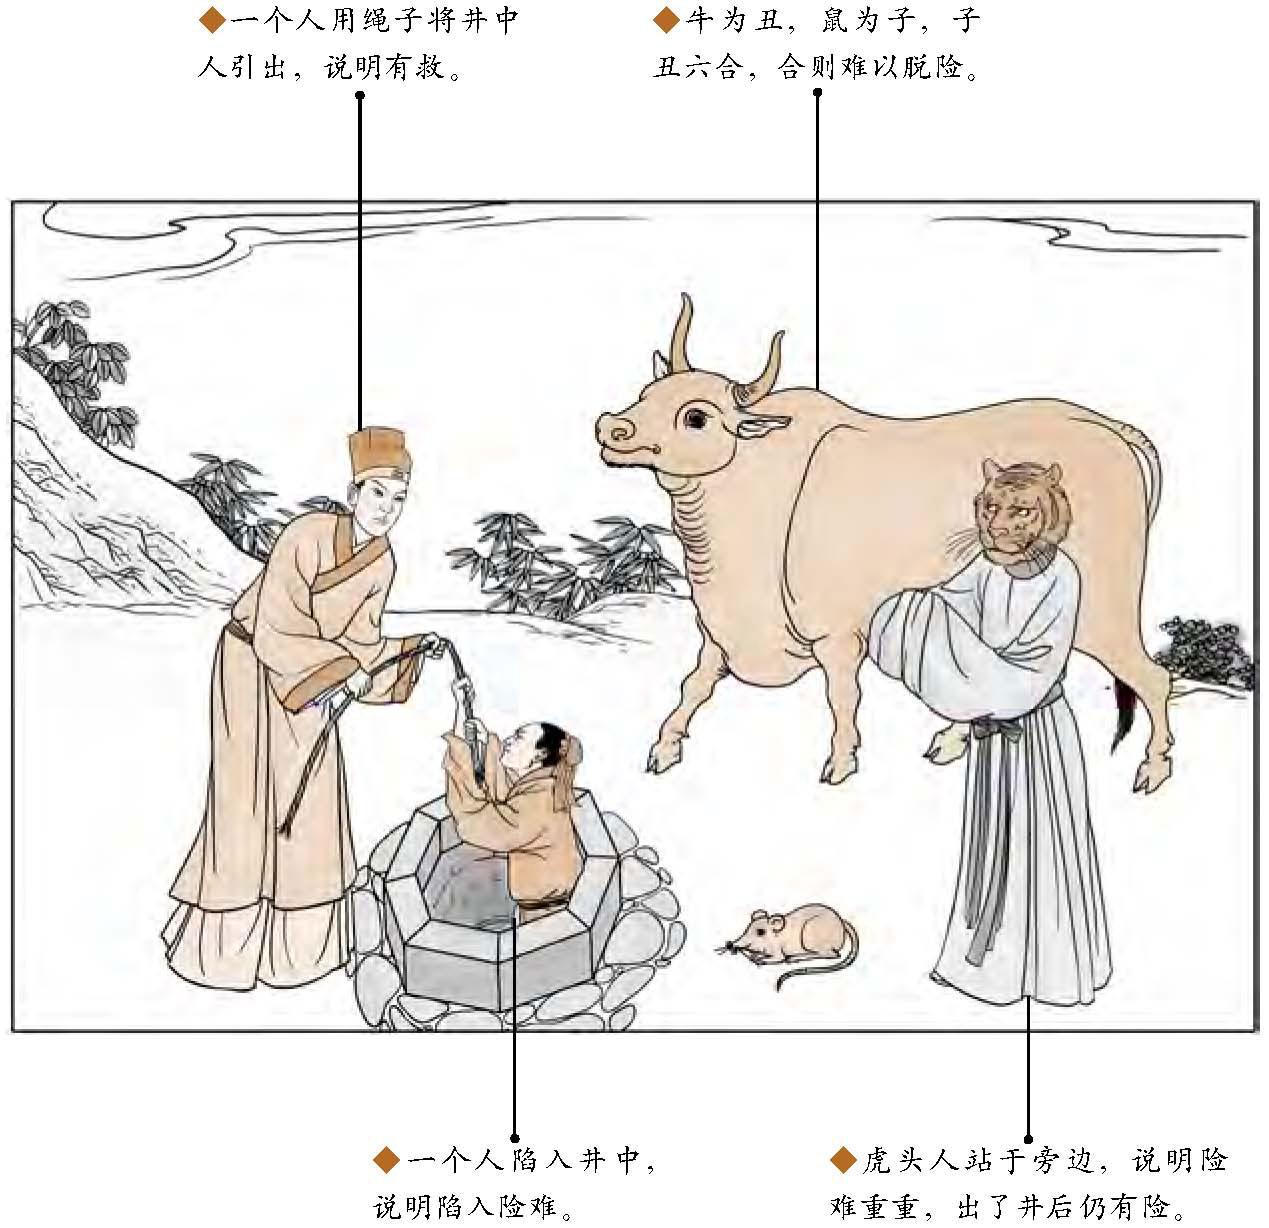 ◆一个人用绳子将井中
人引出，说明有救。
◆牛为丑，鼠为子，子
丑六合，合则难以脱险。
◆一个人陷入井中，
说明陷入险难。
◆虎头人站于旁边，说明险
难重重，出了井后仍有险。